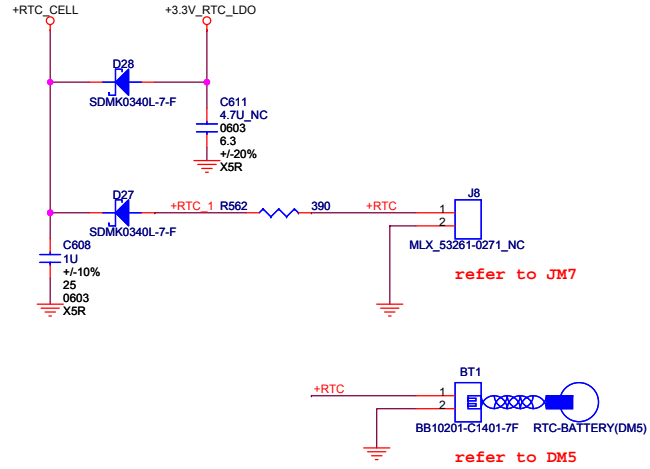 +RTC_CELL
+3.3V_RTC_LDO
D28
SDMK0340L-7-F
C611
4.7U_NC
0603
6.3
+/-20%
X5R
D27
SDMK0340L-7-F
+RTC_1
R562
390
+RTC
J8
1
2
MLX_53261-0271_NC
refer to JM7
C608
1U
+/-10%
25
0603
X5R
BT1
+RTC
1
2
BB10201-C1401-7F
RTC-BATTERY(DM5)
refer to DM5